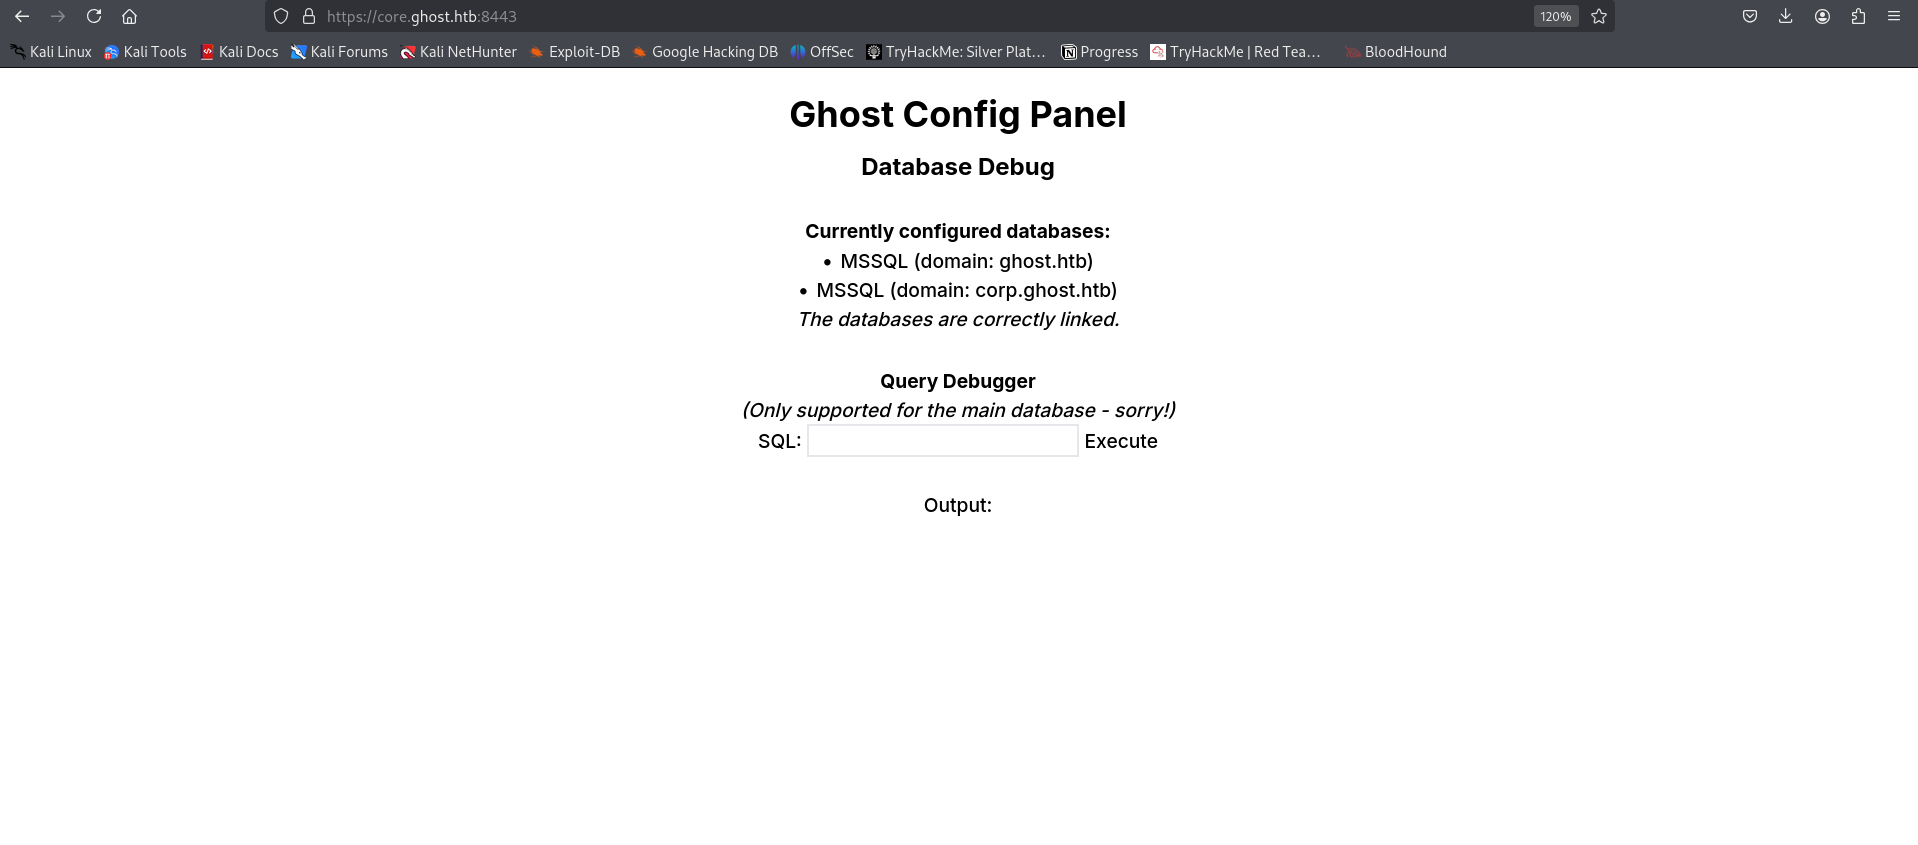 https://core.ghost.htb:8443
120%
Kali Linux Kali Tools Kali Docs Kali Forums Kali NetHunter Exploit-DB Google Hacking DB OffSec TryHackMe: Silver Plat… Progress TryHackMe | Red Tea… BloodHound
Ghost Config Panel
Database Debug
Currently configured databases:
• MSSQL (domain: ghost.htb)
• MSSQL (domain: corp.ghost.htb)
The databases are correctly linked.
Query Debugger
(Only supported for the main database - sorry!)
SQL: Execute
Output: